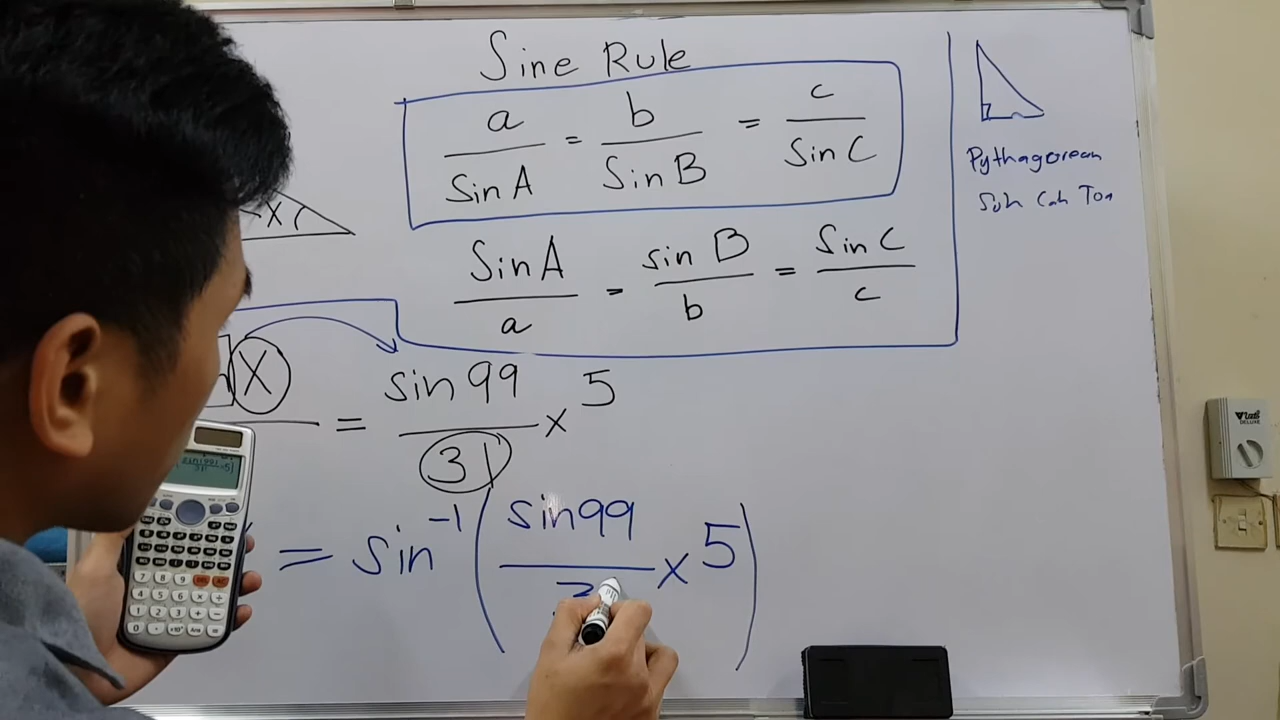 Sine Rule
a/Sin A = b/Sin B = c/Sin C
Sin A/a = sin B/b = Sin C/c
Pythagorean
Soh Cah Toa
X
X = sin 99/31 × 5
= sin⁻¹(sin 99/3 × 5)